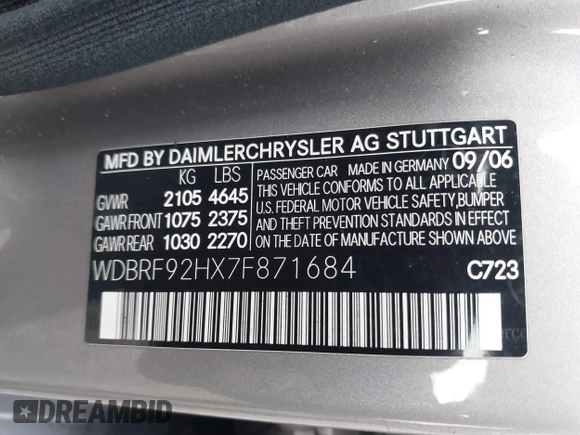 MFD BY DAIMLERCHRYSLER AG STUTTGART
KG LBS
GVWR 2105 4645
GAWR FRONT 1075 2375
GAWR REAR 1030 2270
PASSENGER CAR MADE IN GERMANY 09/06
THIS VEHICLE CONFORMS TO ALL APPLICABLE
U.S. FEDERAL MOTOR VEHICLE SAFETY,BUMPER
AND THEFT PREVENTION STANDARDS IN EFFECT
ON THE DATE OF MANUFACTURE SHOWN ABOVE.
WDBRF92HX7F871684 C723
DREAMBID